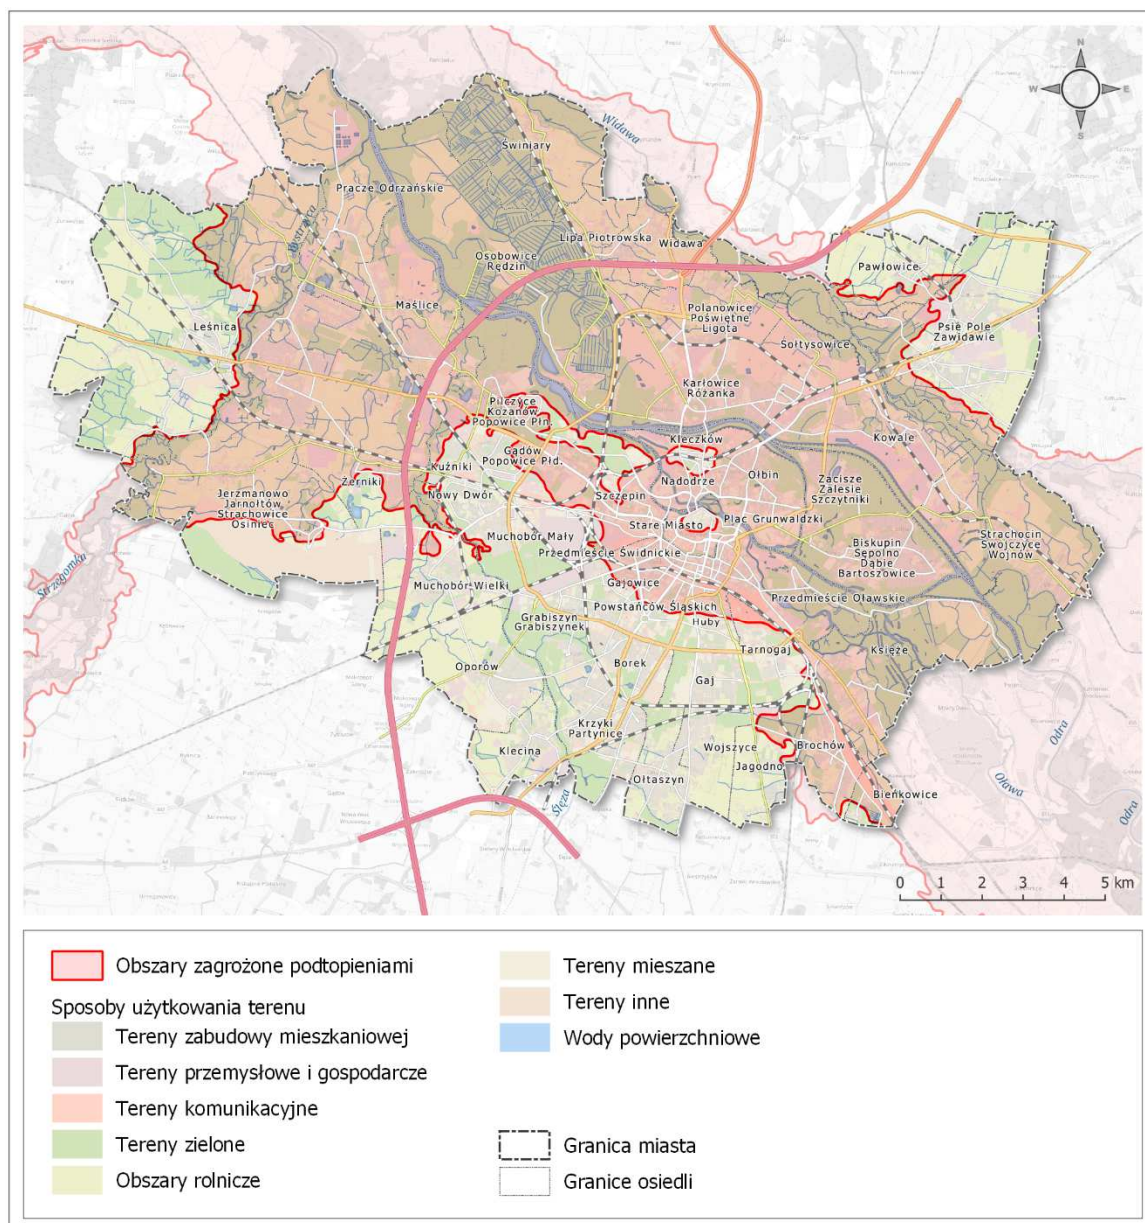 N
W E
S
Widawa
Świniary
Pracze Odrzańskie
Bystrzyca
Lipa Piotrowska
Widawa
Osobowice
Rędzin
Pawłowice
Maślice
Polanowice
Poświętne
Ligota
Psie Pole
Zawidawie
Leśnica
Sołtysowice
Karłowice
Różanka
Pilczyce
Kozanów
Popowice Płn.
Kleczków
Kowale
Gądów
Popowice Płd.
Kuźniki
Żerniki
Nadodrze
Ołbin
Zacisze
Zalesie
Szczytniki
Nowy Dwór
Szczepin
Jerzmanowo
Jarnołtów
Strachowice
Osiniec
Stare Miasto
Plac Grunwaldzki
Strachocin
Swojczyce
Wojnów
Muchobór Mały
Biskupin
Sępolno
Dąbie
Bartoszowice
Przedmieście Świdnickie
Strzegomka
Muchobór Wielki
Gajowice
Przedmieście Oławskie
Powstańców Śląskich
Grabiszyn
Grabiszynek
Huby
Księże
Tarnogaj
Oporów
Borek
Gaj
Krzyki
Partynice
Klecina
Wojszyce
Brochów
Jagodno
Ołtaszyn
Bieńkowice
Ślęza
Odra
Oława
Odra
0 1 2 3 4 5 km
Obszary zagrożone podtopieniami
Sposoby użytkowania terenu
Tereny zabudowy mieszkaniowej
Tereny przemysłowe i gospodarcze
Tereny komunikacyjne
Tereny zielone
Obszary rolnicze
Tereny mieszane
Tereny inne
Wody powierzchniowe
Granica miasta
Granice osiedli